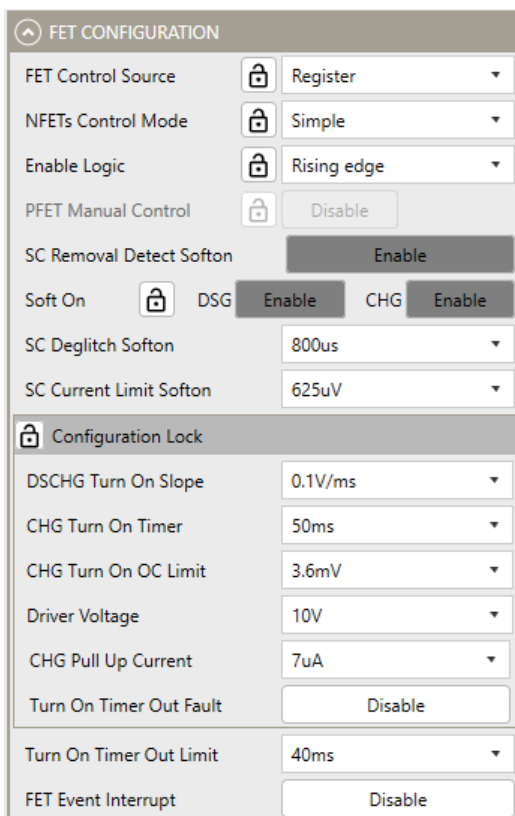 FET CONFIGURATION
FET Control Source Register
NFETs Control Mode Simple
Enable Logic Rising edge
PFET Manual Control Disable
SC Removal Detect Softon Enable
Soft On DSG Enable CHG Enable
SC Deglitch Softon 800us
SC Current Limit Softon 625uV
Configuration Lock
DSCHG Turn On Slope 0.1V/ms
CHG Turn On Timer 50ms
CHG Turn On OC Limit 3.6mV
Driver Voltage 10V
CHG Pull Up Current 7uA
Turn On Timer Out Fault Disable
Turn On Timer Out Limit 40ms
FET Event Interrupt Disable